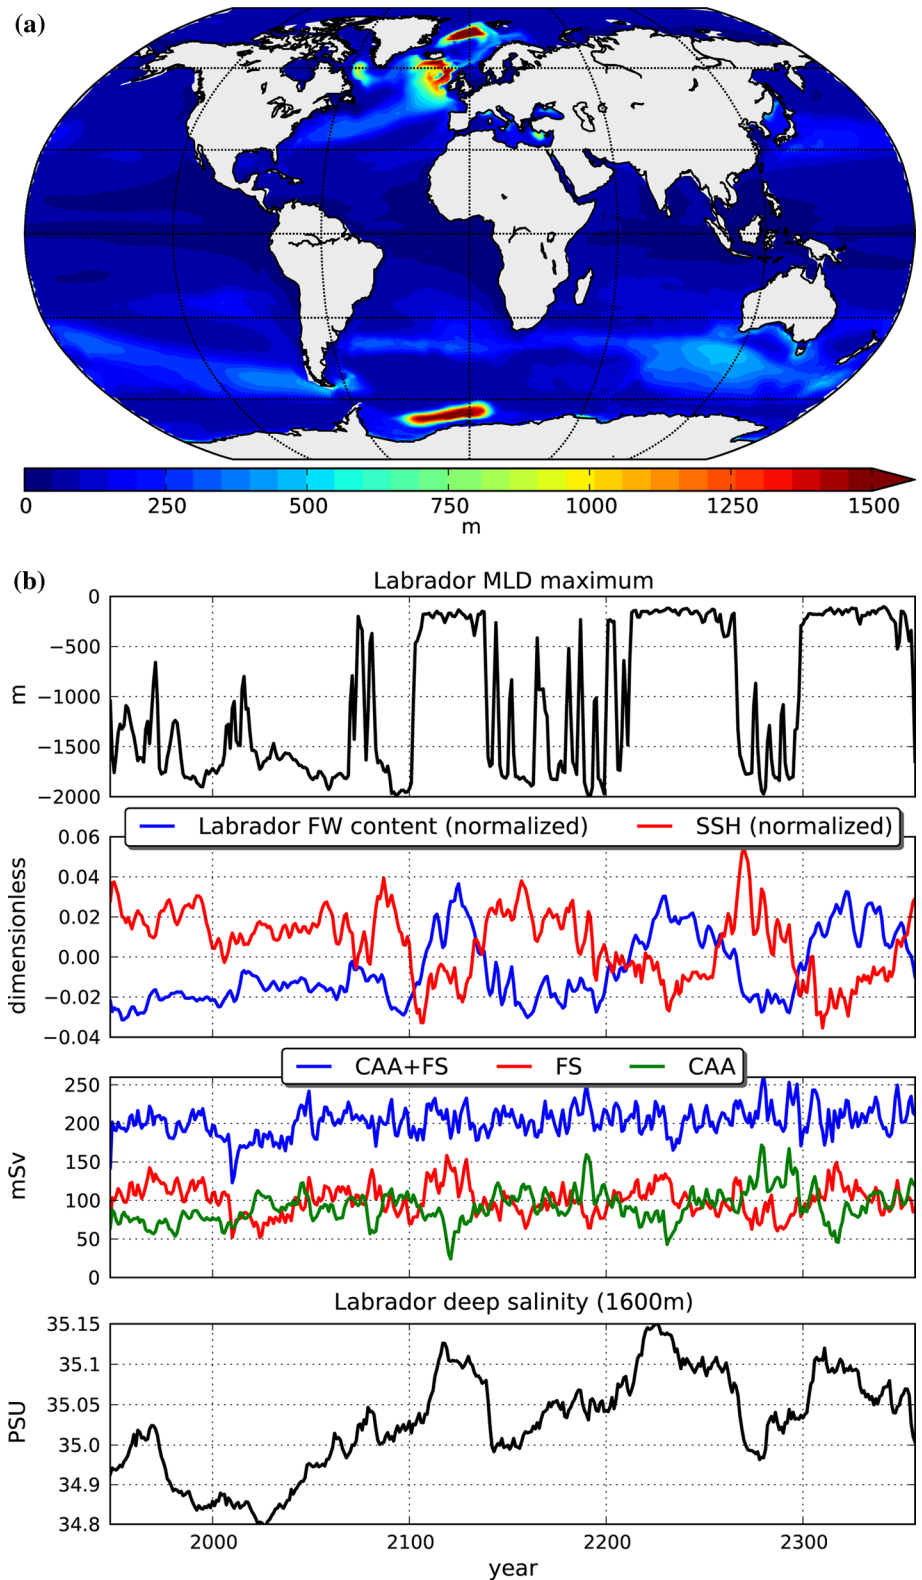 (a)
0 250 500 750 1000 1250 1500
m
(b)
Labrador MLD maximum
0
−500
−1000
−1500
−2000
m
Labrador FW content (normalized) SSH (normalized)
0.06
0.04
0.02
0.00
−0.02
−0.04
dimensionless
CAA+FS FS CAA
250
200
150
100
50
0
mSv
Labrador deep salinity (1600m)
35.15
35.1
35.05
35.0
34.9
34.8
PSU
2000 2100 2200 2300
year